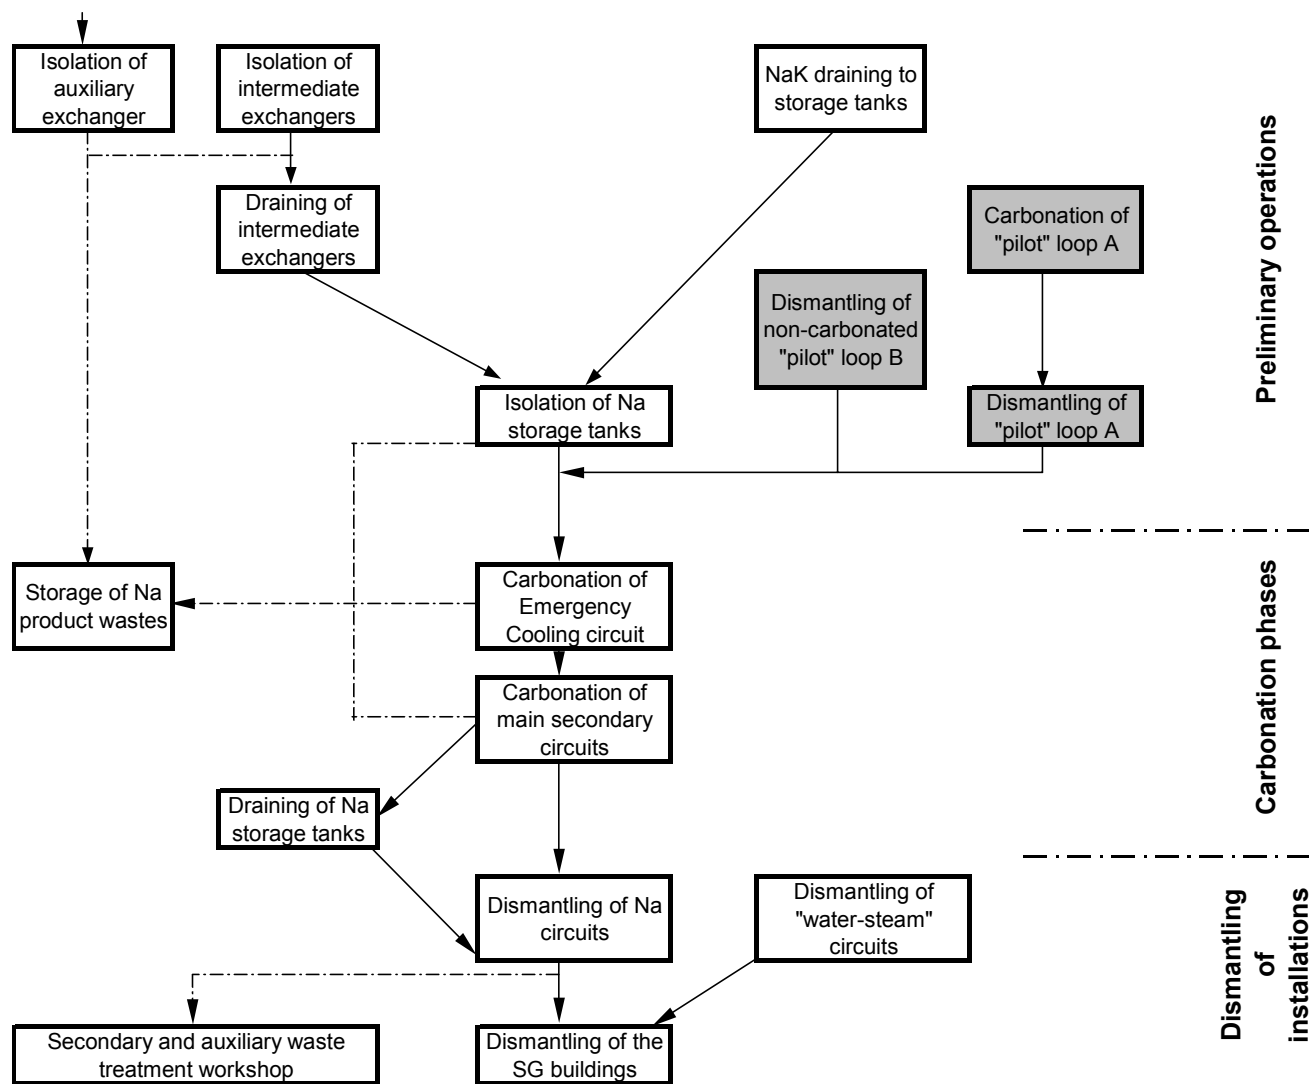 Isolation of
auxiliary
exchanger
Isolation of
intermediate
exchangers
NaK draining to
storage tanks
Draining of
intermediate
exchangers
Carbonation of
"pilot" loop A
Dismantling of
non-carbonated
"pilot" loop B
Isolation of Na
storage tanks
Dismantling of
"pilot" loop A
Preliminary operations
Storage of Na
product wastes
Carbonation of
Emergency
Cooling circuit
Carbonation of
main secondary
circuits
Draining of Na
storage tanks
Carbonation phases
Dismantling of Na
circuits
Dismantling of
"water-steam"
circuits
Secondary and auxiliary waste
treatment workshop
Dismantling of the
SG buildings
Dismantling
of
installations